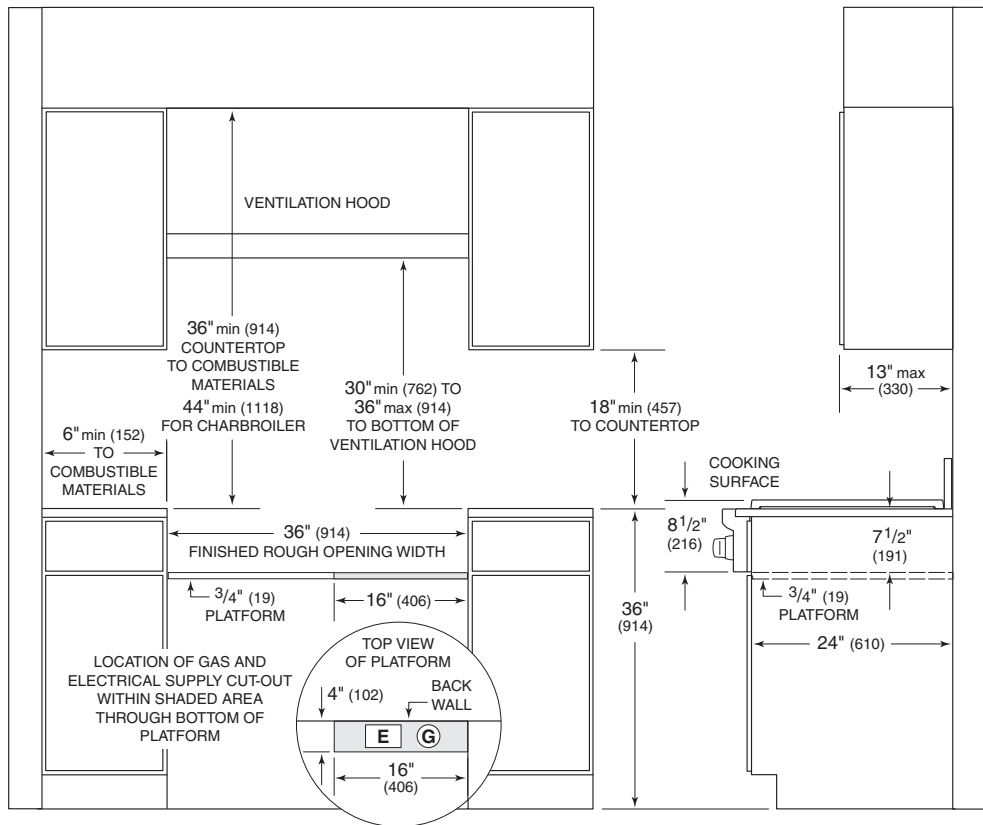 VENTILATION HOOD
36" min (914)
COUNTERTOP
TO COMBUSTIBLE
MATERIALS
44" min (1118)
FOR CHARBROILER
30" min (762) TO
36" max (914)
TO BOTTOM OF
VENTILATION HOOD
18" min (457)
TO COUNTERTOP
13" max
(330)
6" min (152)
TO
COMBUSTIBLE
MATERIALS
COOKING
SURFACE
8 1/2"
(216)
7 1/2"
(191)
36" (914)
FINISHED ROUGH OPENING WIDTH
3/4" (19)
PLATFORM
16" (406)
36"
(914)
3/4" (19)
PLATFORM
24" (610)
LOCATION OF GAS AND
ELECTRICAL SUPPLY CUT-OUT
WITHIN SHADED AREA
THROUGH BOTTOM OF
PLATFORM
TOP VIEW
OF PLATFORM
4" (102)
BACK
WALL
E G
16"
(406)